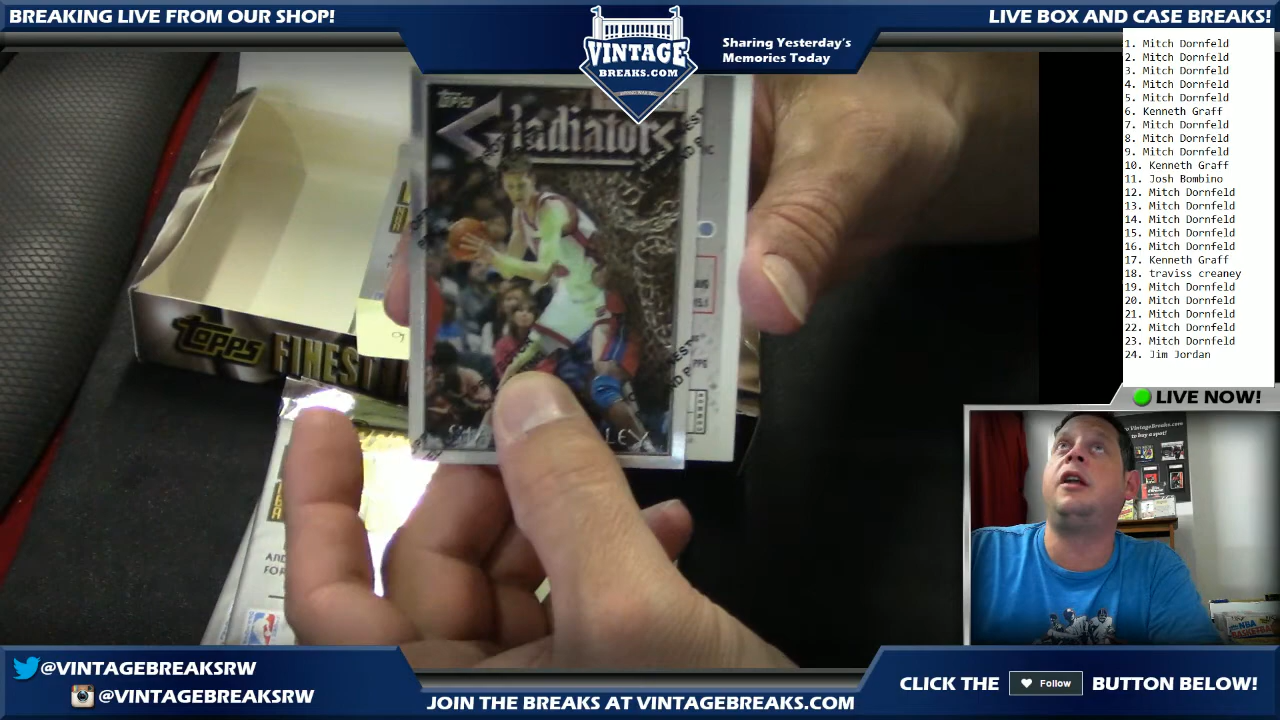 BREAKING LIVE FROM OUR SHOP!
VINTAGE
BREAKS.COM
Sharing Yesterday's
Memories Today
LIVE BOX AND CASE BREAKS!
1. Mitch Dornfeld
2. Mitch Dornfeld
3. Mitch Dornfeld
4. Mitch Dornfeld
5. Mitch Dornfeld
6. Kenneth Graff
7. Mitch Dornfeld
8. Mitch Dornfeld
9. Mitch Dornfeld
10. Kenneth Graff
11. Josh Bombino
12. Mitch Dornfeld
13. Mitch Dornfeld
14. Mitch Dornfeld
15. Mitch Dornfeld
16. Mitch Dornfeld
17. Kenneth Graff
18. traviss creaney
19. Mitch Dornfeld
20. Mitch Dornfeld
21. Mitch Dornfeld
22. Mitch Dornfeld
23. Mitch Dornfeld
24. Jim Jordan
TOPPS
Gladiators
TOPPS FINEST
LIVE NOW!
to buy a spot!
NBA
BASKETBALL
@VINTAGEBREAKSRW
@VINTAGEBREAKSRW
JOIN THE BREAKS AT VINTAGEBREAKS.COM
CLICK THE Follow BUTTON BELOW!